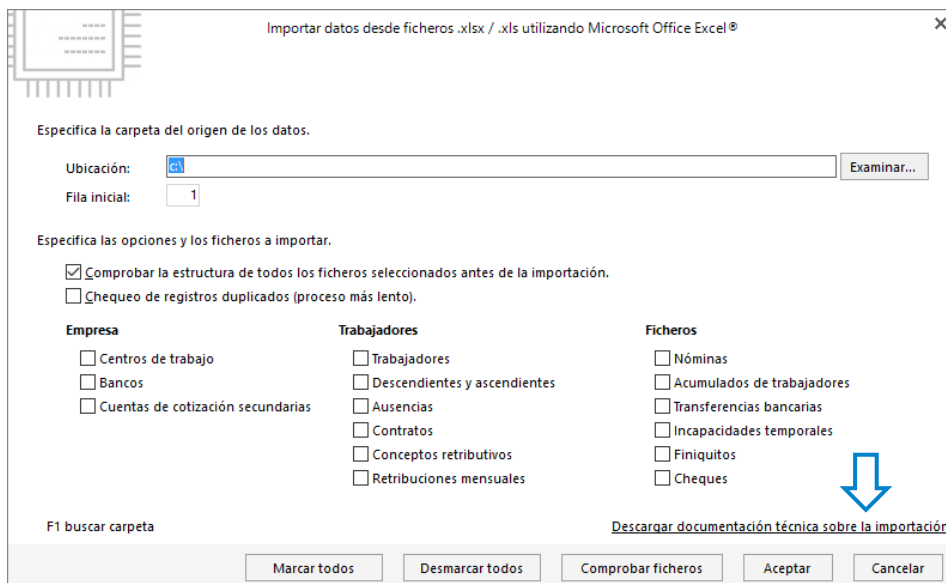 Importar datos desde ficheros .xlsx / .xls utilizando Microsoft Office Excel®
Especifica la carpeta del origen de los datos.
Ubicación: c:\ Examinar...
Fila inicial: 1
Especifica las opciones y los ficheros a importar.
Comprobar la estructura de todos los ficheros seleccionados antes de la importación.
Chequeo de registros duplicados (proceso más lento).
Empresa Trabajadores Ficheros
Centros de trabajo Trabajadores Nóminas
Bancos Descendientes y ascendientes Acumulados de trabajadores
Cuentas de cotización secundarias Ausencias Transferencias bancarias
Contratos Incapacidades temporales
Conceptos retributivos Finiquitos
Retribuciones mensuales Cheques
F1 buscar carpeta Descargar documentación técnica sobre la importación
Marcar todos Desmarcar todos Comprobar ficheros Aceptar Cancelar